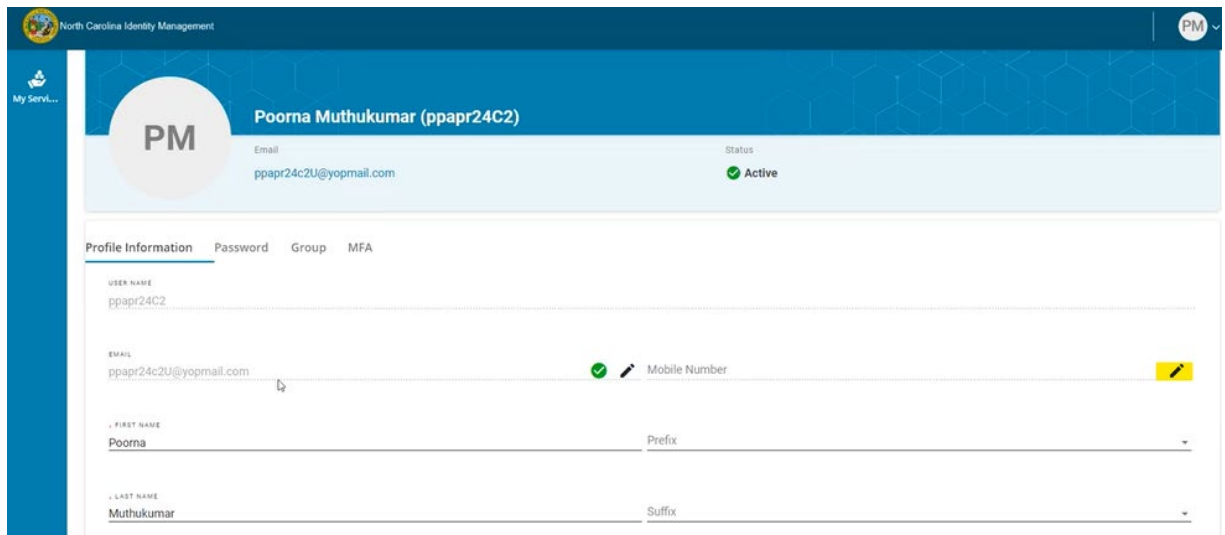 North Carolina Identity Management
PM
My Servi...
PM
Poorna Muthukumar (ppapr24C2)
Email
Status
ppapr24c2U@yopmail.com
Active
Profile Information Password Group MFA
USER NAME
ppapr24C2
EMAIL
ppapr24c2U@yopmail.com
Mobile Number
FIRST NAME
Poorna
Prefix
LAST NAME
Muthukumar
Suffix